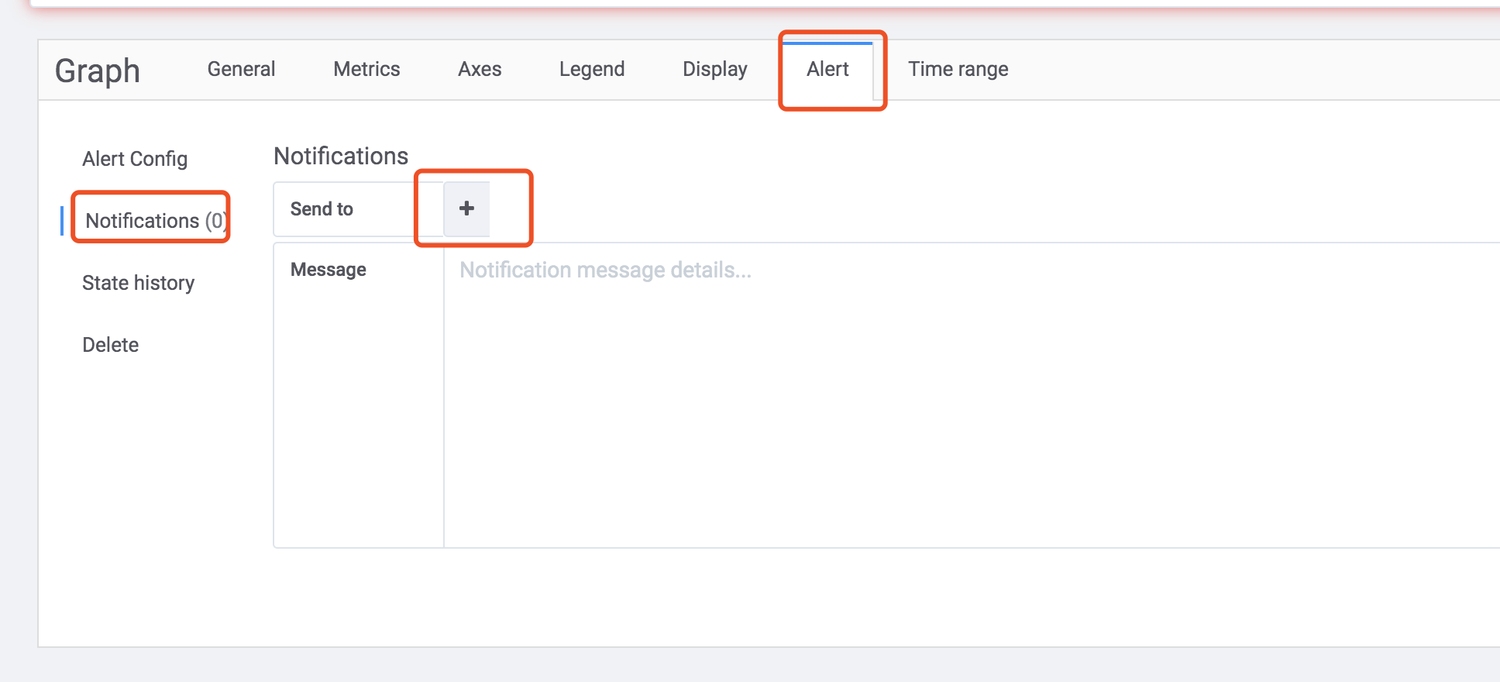 Graph General Metrics Axes Legend Display Alert Time range
Alert Config
Notifications (0)
State history
Delete
Notifications
Send to +
Message Notification message details...